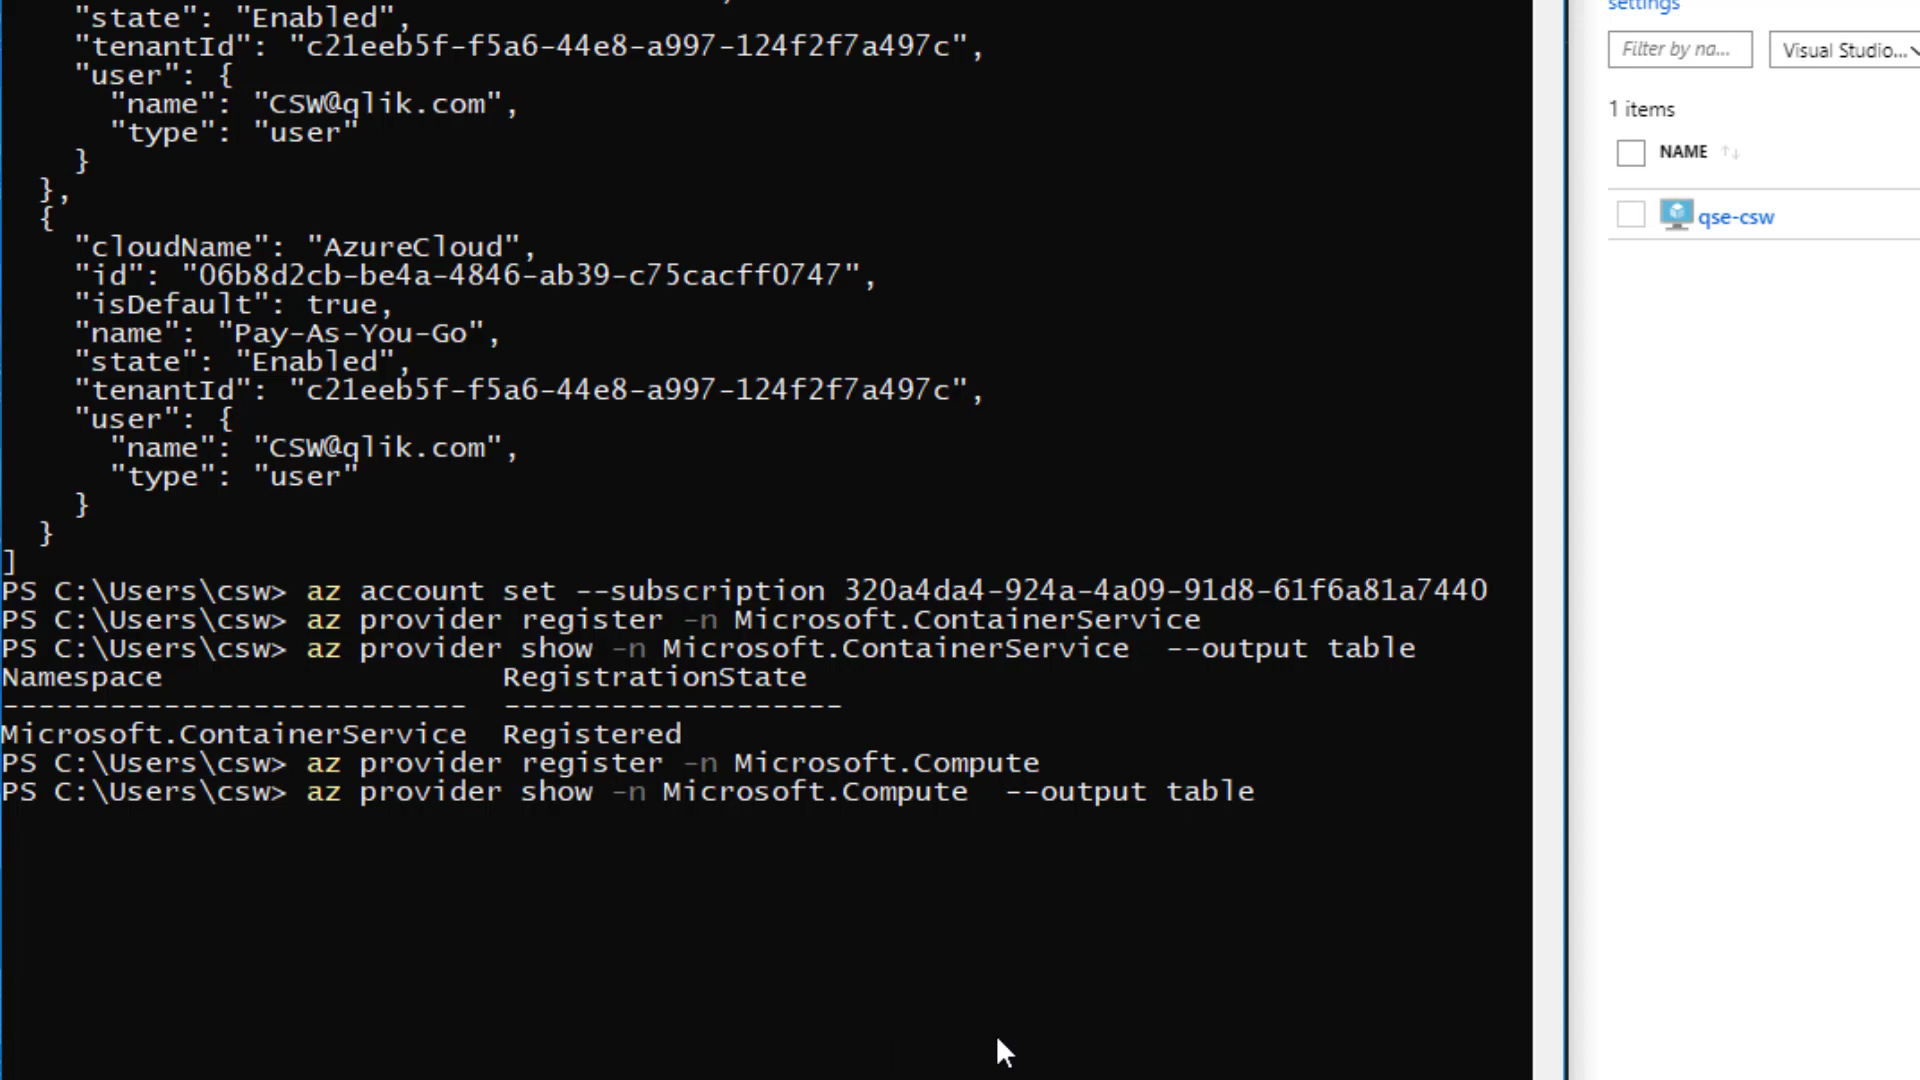 "state": "Enabled",
"tenantId": "c21eeb5f-f5a6-44e8-a997-124f2f7a497c",
"user": {
"name": "CSW@qlik.com",
"type": "user"
}
},
{
"cloudName": "AzureCloud",
"id": "06b8d2cb-be4a-4846-ab39-c75cacff0747",
"isDefault": true,
"name": "Pay-As-You-Go",
"state": "Enabled",
"tenantId": "c21eeb5f-f5a6-44e8-a997-124f2f7a497c",
"user": {
"name": "CSW@qlik.com",
"type": "user"
}
}
]
PS C:\Users\csw> az account set --subscription 320a4da4-924a-4a09-91d8-61f6a81a7440
PS C:\Users\csw> az provider register -n Microsoft.ContainerService
PS C:\Users\csw> az provider show -n Microsoft.ContainerService  --output table
Namespace                   RegistrationState
--------------------------  -------------------
Microsoft.ContainerService  Registered
PS C:\Users\csw> az provider register -n Microsoft.Compute
PS C:\Users\csw> az provider show -n Microsoft.Compute  --output table
settings
Filter by na...
Visual Studio...
1 items
NAME
qse-csw